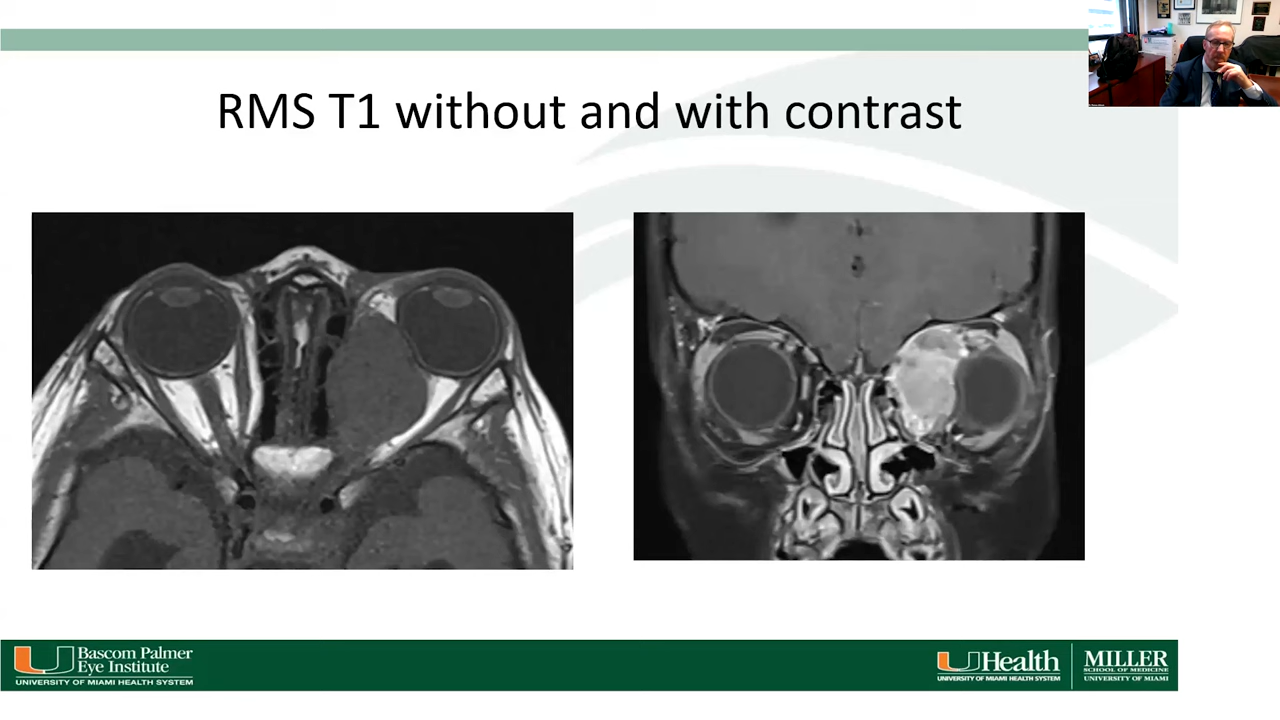 RMS T1 without and with contrast
Bascom Palmer
Eye Institute
UNIVERSITY OF MIAMI HEALTH SYSTEM
UHealth
UNIVERSITY OF MIAMI HEALTH SYSTEM
MILLER
SCHOOL OF MEDICINE
UNIVERSITY OF MIAMI